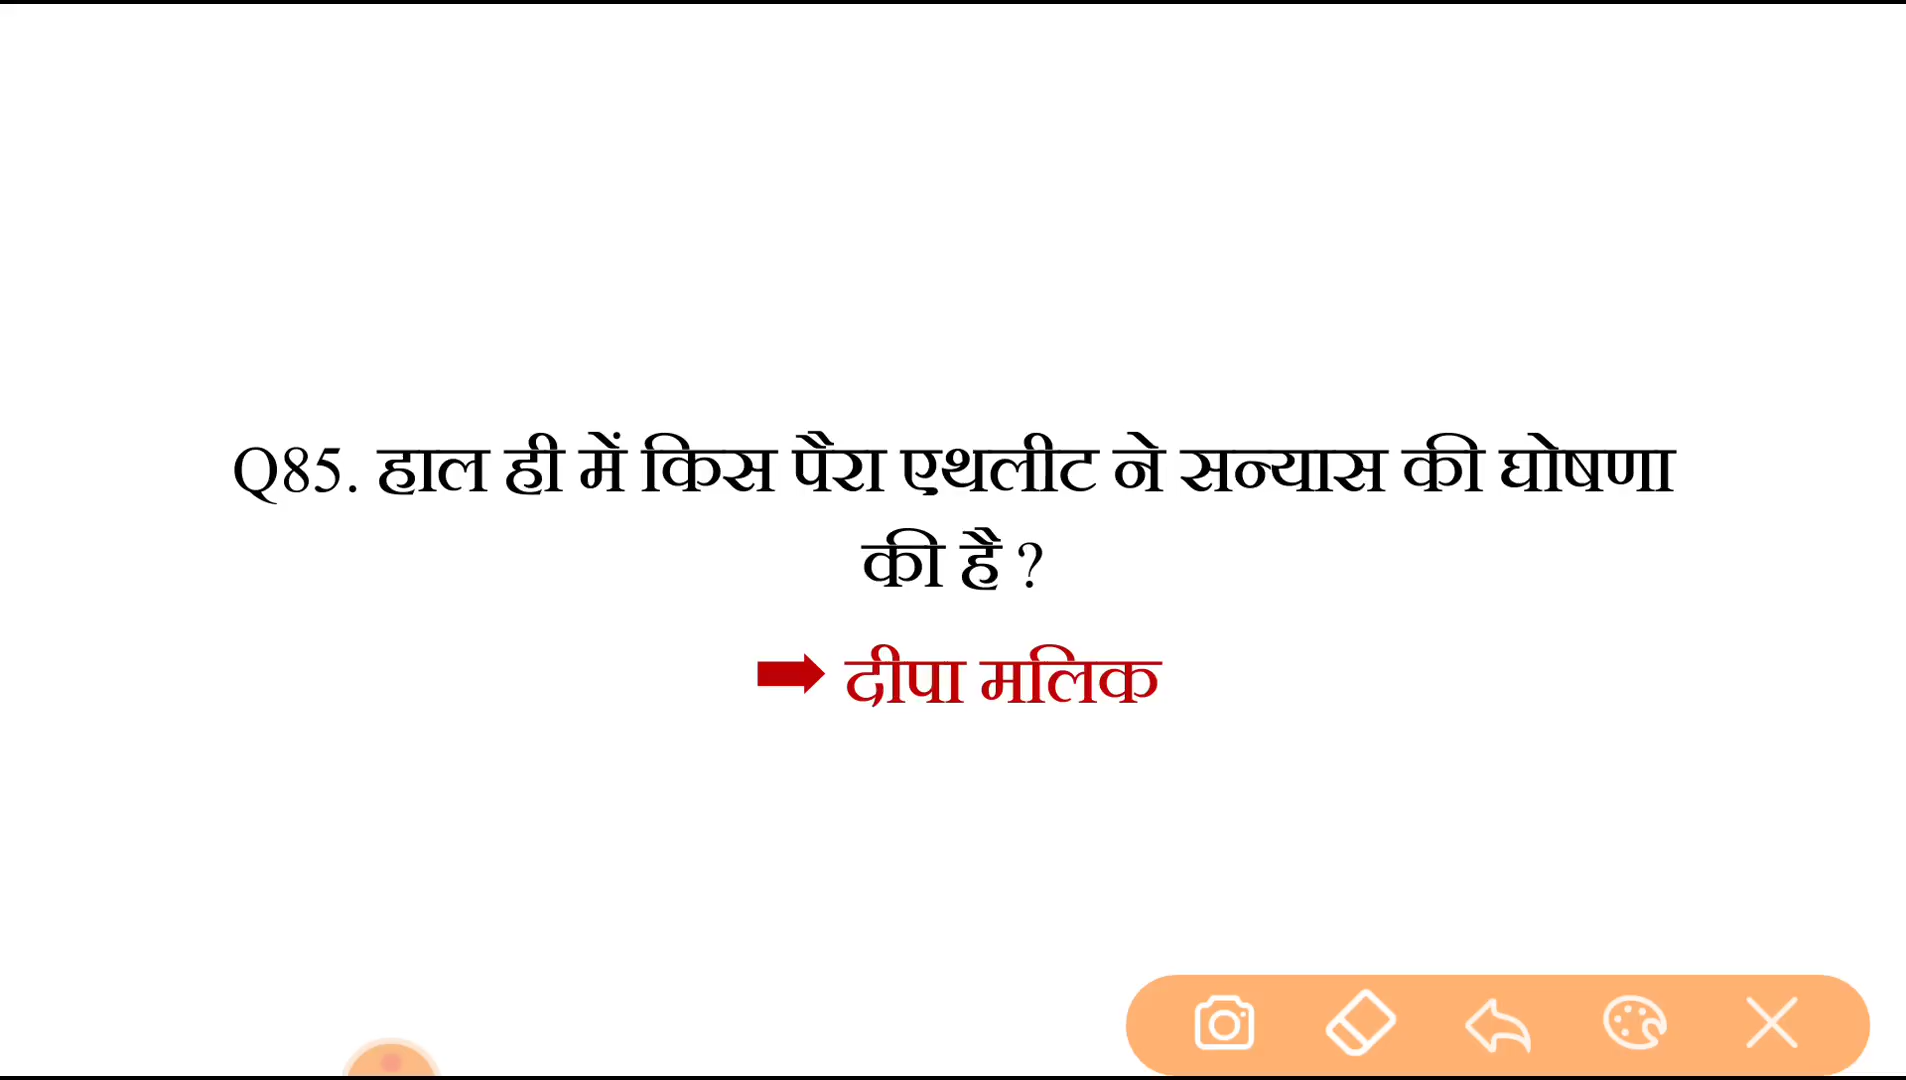 Q85. हाल ही में किस पैरा एथलीट ने सन्यास की घोषणा
की है ?
➡ दीपा मलिक